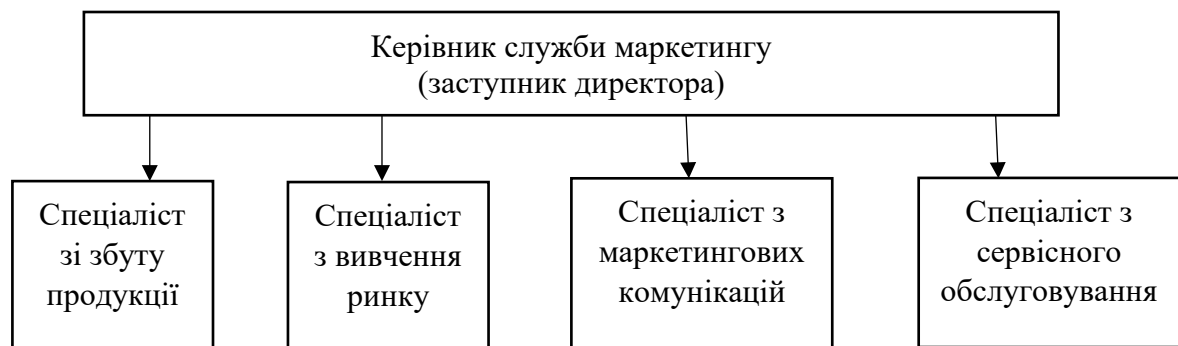 Керівник служби маркетингу
(заступник директора)
Спеціаліст
зі збуту
продукції
Спеціаліст
з вивчення
ринку
Спеціаліст з
маркетингових
комунікацій
Спеціаліст з
сервісного
обслуговування